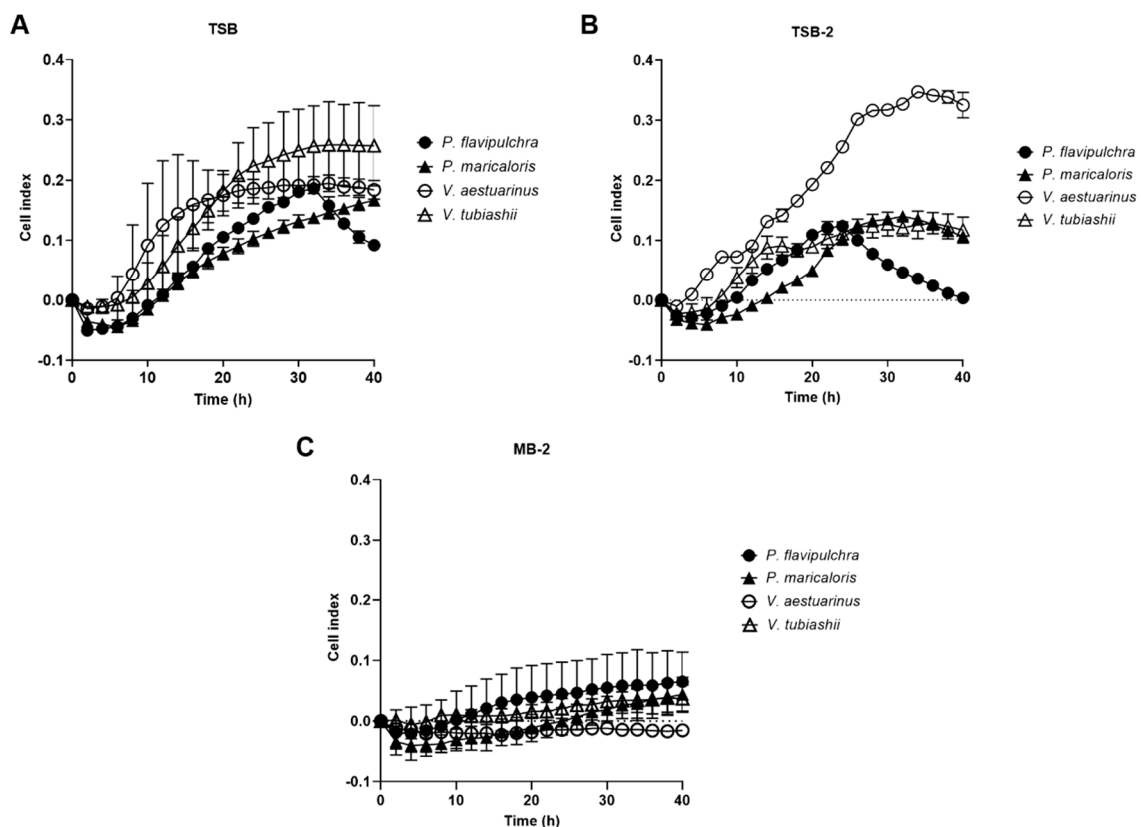 A
TSB
0.4
0.3
0.2
0.1
0.0
-0.1
Cell index
0 10 20 30 40
Time (h)
P. flavipulchra
P. maricaloris
V. aestuarinus
V. tubiashii
B
TSB-2
0.4
0.3
0.2
0.1
0.0
-0.1
Cell index
0 10 20 30 40
Time (h)
P. flavipulchra
P. maricaloris
V. aestuarinus
V. tubiashii
C
MB-2
0.4
0.3
0.2
0.1
0.0
-0.1
Cell index
0 10 20 30 40
Time (h)
P. flavipulchra
P. maricaloris
V. aestuarinus
V. tubiashii